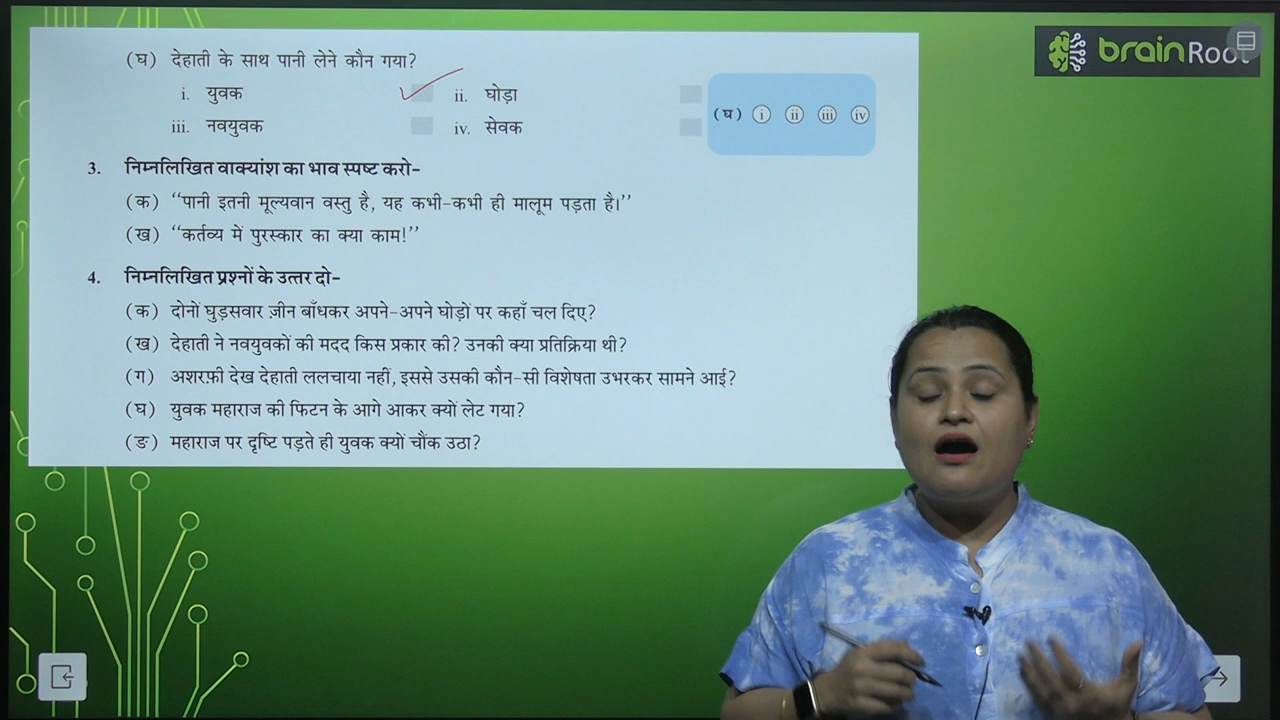 (घ) देहाती के साथ पानी लेने कौन गया?
i. युवक ii. घोड़ा
iii. नवयुवक iv. सेवक
(घ) i ii iii iv
3. निम्नलिखित वाक्यांश का भाव स्पष्ट करो-
(क) “पानी इतनी मूल्यवान वस्तु है, यह कभी-कभी ही मालूम पड़ता है।”
(ख) “कर्तव्य में पुरस्कार का क्या काम!”
4. निम्नलिखित प्रश्नों के उत्तर दो-
(क) दोनों घुड़सवार ज़ीन बाँधकर अपने-अपने घोड़ों पर कहाँ चल दिए?
(ख) देहाती ने नवयुवकों की मदद किस प्रकार की? उनकी क्या प्रतिक्रिया थी?
(ग) अशरफ़ी देख देहाती ललचाया नहीं, इससे उसकी कौन-सी विशेषता उभरकर सामने आई?
(घ) युवक महाराज की फिटन के आगे आकर क्यों लेट गया?
(ङ) महाराज पर दृष्टि पड़ते ही युवक क्यों चौंक उठा?
brainRoot